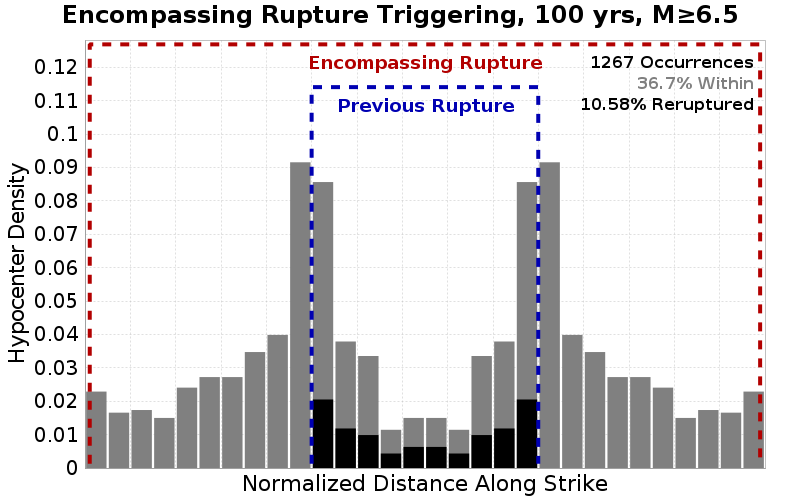 Encompassing Rupture Triggering, 100 yrs, M≥6.5
Encompassing Rupture
1267 Occurrences
36.7% Within
10.58% Reruptured
Previous Rupture
Hypocenter Density
0.12
0.11
0.1
0.09
0.08
0.07
0.06
0.05
0.04
0.03
0.02
0.01
0
Normalized Distance Along Strike